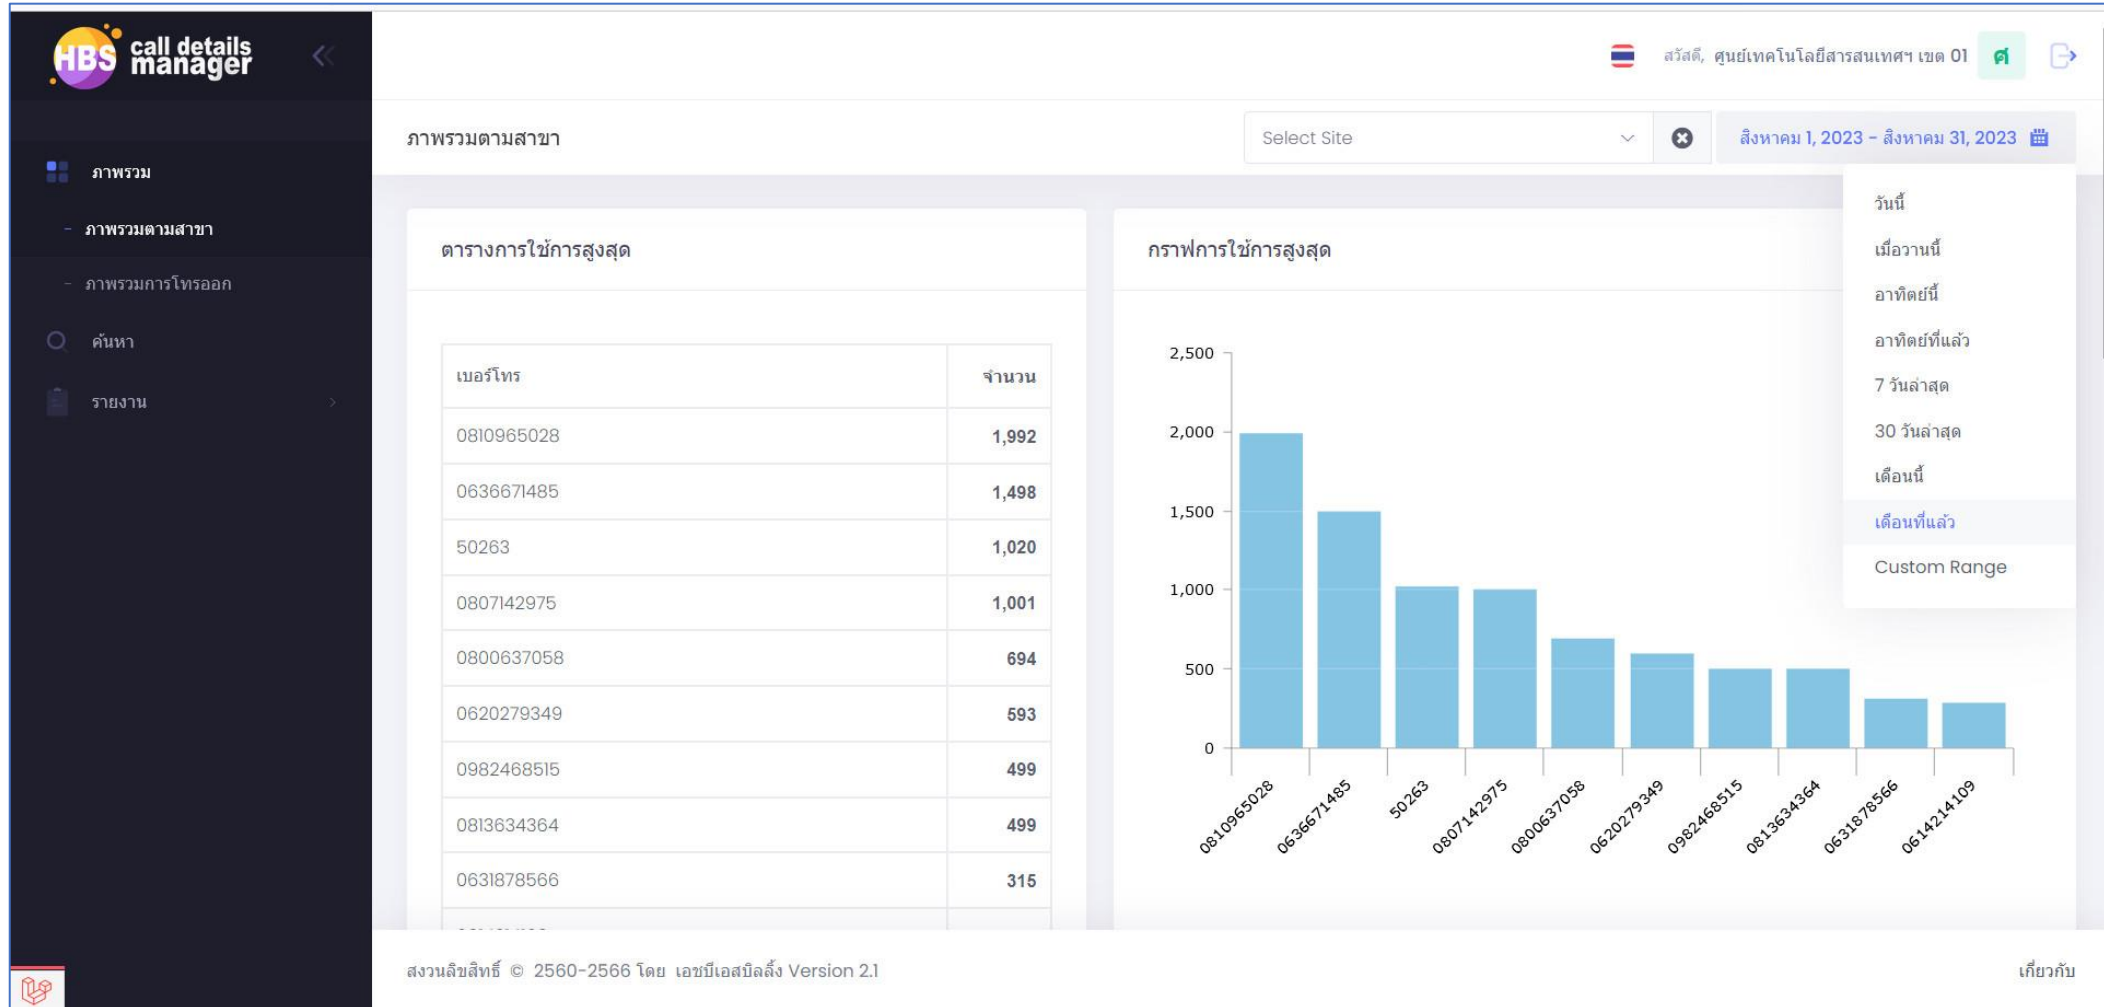 HBS call details manager
สวัสดี, ศูนย์เทคโนโลยีสารสนเทศฯ เขต 01 ศ
ภาพรวม
- ภาพรวมตามสาขา
- ภาพรวมการโทรออก
ค้นหา
รายงาน
ภาพรวมตามสาขา
Select Site
สิงหาคม 1, 2023 - สิงหาคม 31, 2023
วันนี้
เมื่อวานนี้
อาทิตย์นี้
อาทิตย์ที่แล้ว
7 วันล่าสุด
30 วันล่าสุด
เดือนนี้
เดือนที่แล้ว
Custom Range
ตารางการใช้การสูงสุด
เบอร์โทร จำนวน
0810965028 1,992
0636671485 1,498
50263 1,020
0807142975 1,001
0800637058 694
0620279349 593
0982468515 499
0813634364 499
0631878566 315
กราฟการใช้การสูงสุด
2,500
2,000
1,500
1,000
500
0
0810965028
0636671485
50263
0807142975
0800637058
0620279349
0982468515
0813634364
0631878566
0614214109
สงวนลิขสิทธิ์ © 2560-2566 โดย เอชบีเอสบิลลิ้ง Version 2.1
เกี่ยวกับ